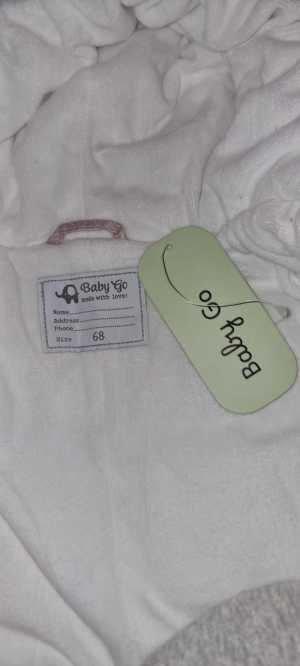 Baby Go
MADE WITH LOVE!
Name
Address
Phone
Size 68
Baby Go